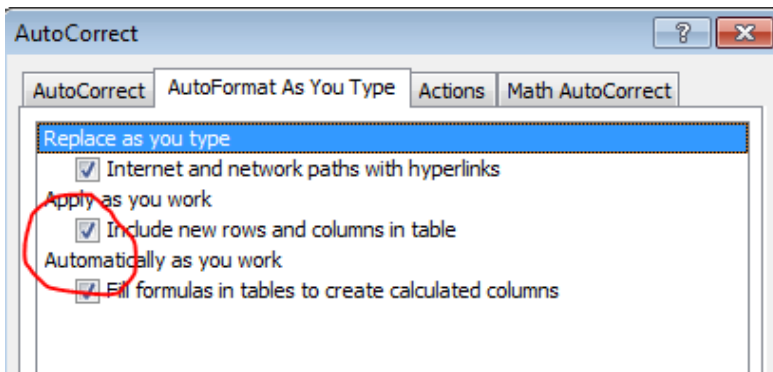 AutoCorrect ?
AutoCorrect AutoFormat As You Type Actions Math AutoCorrect
Replace as you type
Internet and network paths with hyperlinks
Apply as you work
Include new rows and columns in table
Automatically as you work
Fill formulas in tables to create calculated columns